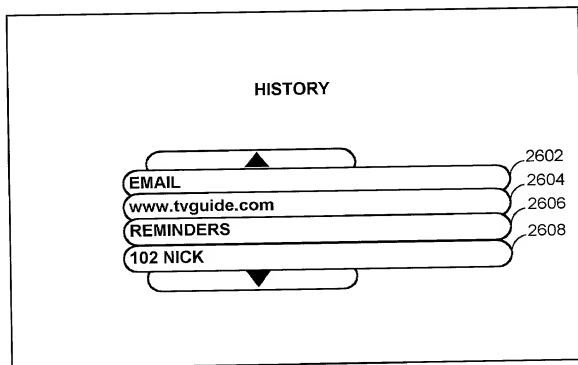 HISTORY
EMAIL 2602
www.tvguide.com 2604
REMINDERS 2606
102 NICK 2608